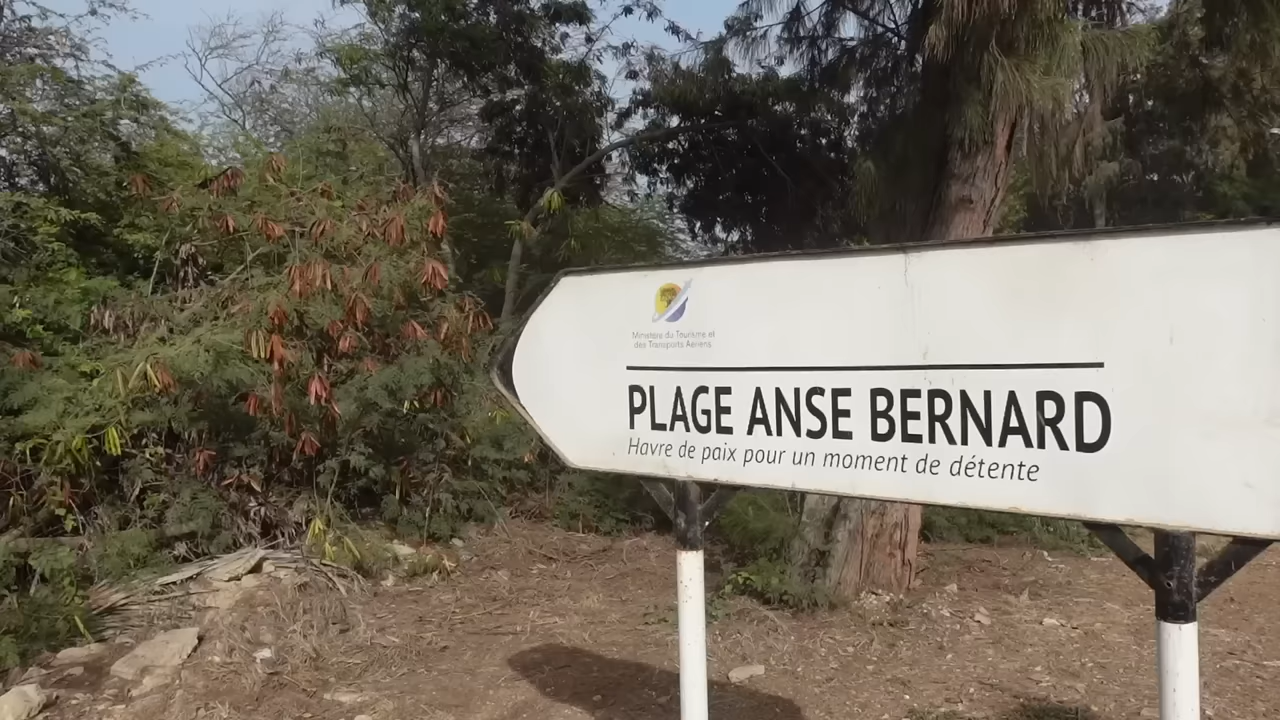 Ministère du Tourisme et
des Transports Aériens
PLAGE ANSE BERNARD
Havre de paix pour un moment de détente